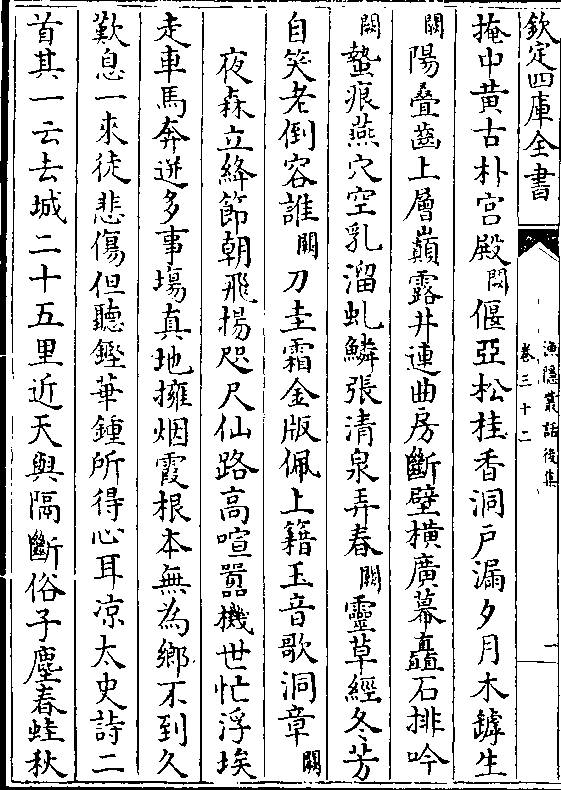 欽定四庫全書
漁隱叢話後集
卷三十二
一
掩中黄古朴宫殿闕偃亞松桂香洞戸漏夕月木罅生
闕陽疊齒上層巔露井連曲房斷壁橫廣幕矗石排吟
闕蟄痕燕穴空乳溜虬鱗張清泉弄春闕靈草經冬芳
自笑老倒容誰闕刀圭霜金版佩上籍玉音歌洞章闕
夜森立絳節朝飛揚咫尺仙路高喧囂機世忙浮埃
走車馬奔迸多事塲真地擁烟霞根本無為鄉不到久
歎息一來徒悲傷但聽鏗華鍾所得心耳凉太史詩二
首其一云去城二十五里近天與隔斷俗子塵春蛙秋